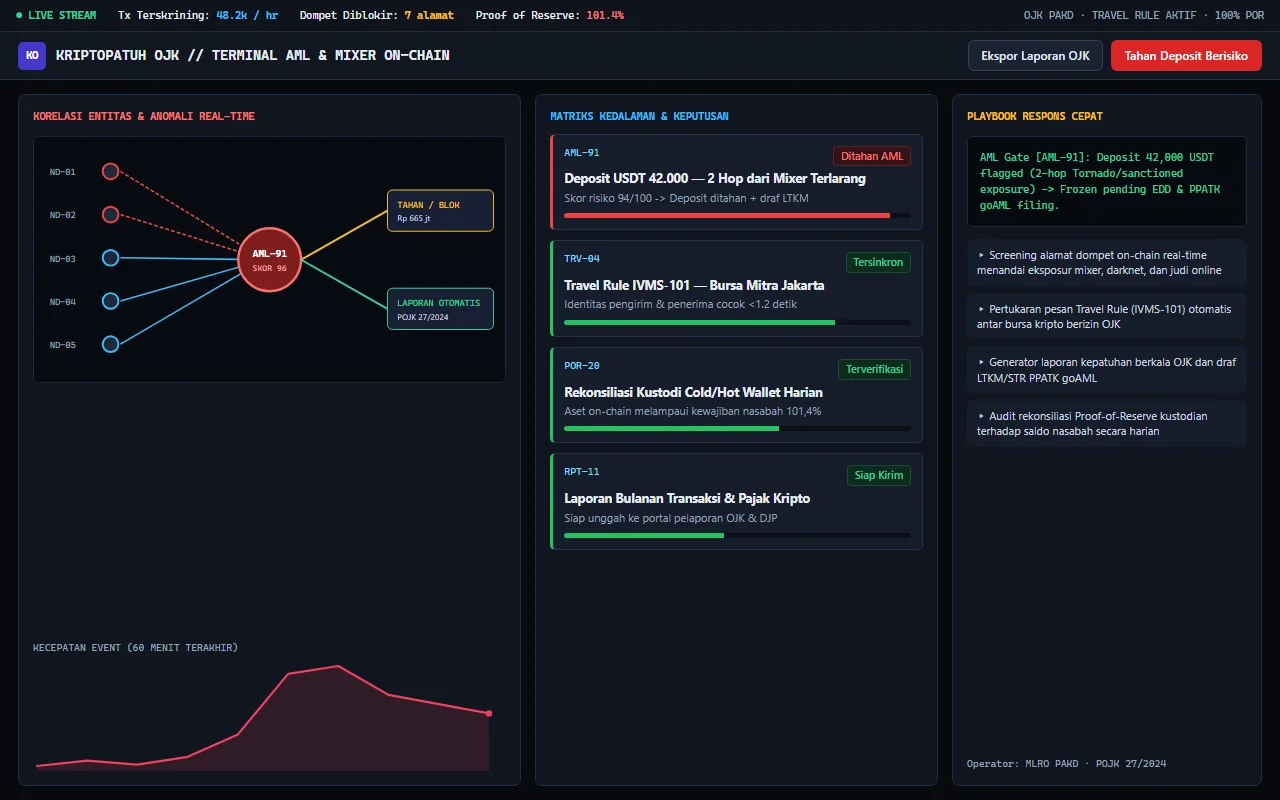 ● LIVE STREAM Tx Terskrining: 48.2k / hr Dompet Diblokir: 7 alamat Proof of Reserve: 101.4% OJK PAKD · TRAVEL RULE AKTIF · 100% POR
KO KRIPTOPATUH OJK // TERMINAL AML & MIXER ON-CHAIN Ekspor Laporan OJK Tahan Deposit Berisiko
KORELASI ENTITAS & ANOMALI REAL-TIME
ND-01
ND-02
ND-03
ND-04
ND-05
AML-91
SKOR 96
TAHAN / BLOK
Rp 665 jt
LAPORAN OTOMATIS
POJK 27/2024
KECEPATAN EVENT (60 MENIT TERAKHIR)
MATRIKS KEDALAMAN & KEPUTUSAN
AML-91 Ditahan AML
Deposit USDT 42.000 — 2 Hop dari Mixer Terlarang
Skor risiko 94/100 -> Deposit ditahan + draf LTKM
TRV-04 Tersinkron
Travel Rule IVMS-101 — Bursa Mitra Jakarta
Identitas pengirim & penerima cocok <1.2 detik
POR-20 Terverifikasi
Rekonsiliasi Kustodi Cold/Hot Wallet Harian
Aset on-chain melampaui kewajiban nasabah 101,4%
RPT-11 Siap Kirim
Laporan Bulanan Transaksi & Pajak Kripto
Siap unggah ke portal pelaporan OJK & DJP
PLAYBOOK RESPONS CEPAT
AML Gate [AML-91]: Deposit 42,000 USDT
flagged (2-hop Tornado/sanctioned
exposure) -> Frozen pending EDD & PPATK
goAML filing.
‣ Screening alamat dompet on-chain real-time
menandai eksposur mixer, darknet, dan judi online
‣ Pertukaran pesan Travel Rule (IVMS-101) otomatis
antar bursa kripto berizin OJK
‣ Generator laporan kepatuhan berkala OJK dan draf
LTKM/STR PPATK goAML
‣ Audit rekonsiliasi Proof-of-Reserve kustodian
terhadap saldo nasabah secara harian
Operator: MLRO PAKD · POJK 27/2024